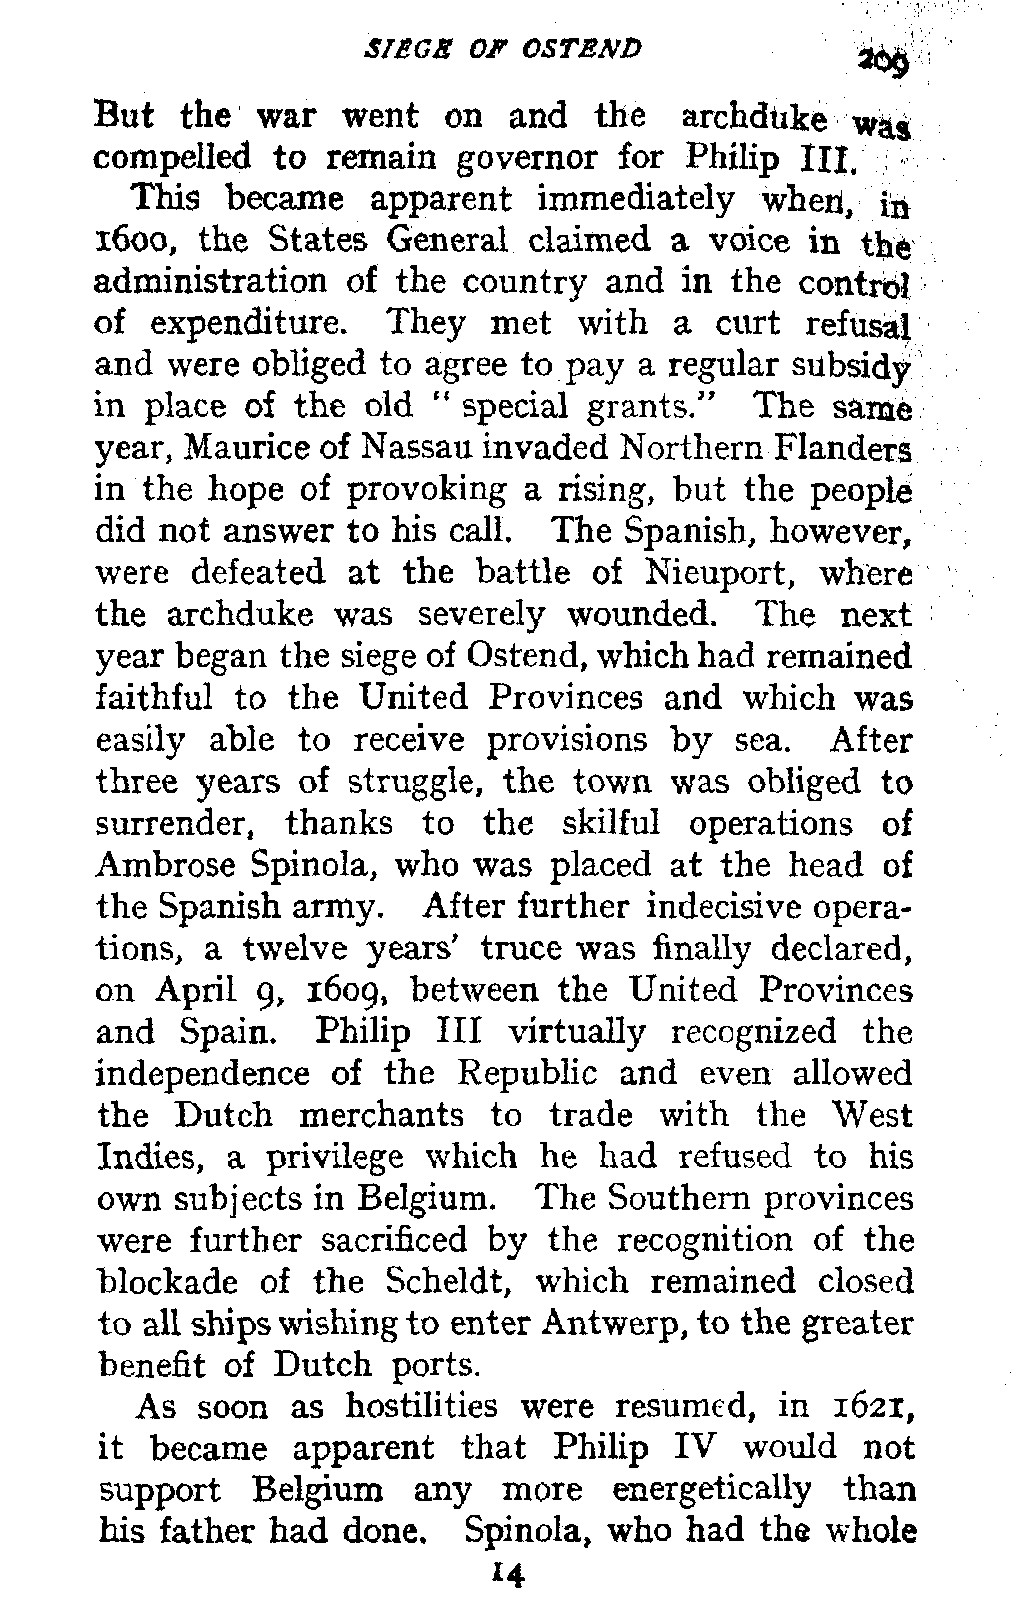 SIEGE OF OSTEND 209
But the war went on and the archduke was
compelled to remain governor for Philip III.
This became apparent immediately when, in
1600, the States General claimed a voice in the
administration of the country and in the control
of expenditure. They met with a curt refusal
and were obliged to agree to pay a regular subsidy
in place of the old " special grants." The same
year, Maurice of Nassau invaded Northern Flanders
in the hope of provoking a rising, but the people
did not answer to his call. The Spanish, however,
were defeated at the battle of Nieuport, where
the archduke was severely wounded. The next
year began the siege of Ostend, which had remained
faithful to the United Provinces and which was
easily able to receive provisions by sea. After
three years of struggle, the town was obliged to
surrender, thanks to the skilful operations of
Ambrose Spinola, who was placed at the head of
the Spanish army. After further indecisive opera-
tions, a twelve years' truce was finally declared,
on April 9, 1609, between the United Provinces
and Spain. Philip III virtually recognized the
independence of the Republic and even allowed
the Dutch merchants to trade with the West
Indies, a privilege which he had refused to his
own subjects in Belgium. The Southern provinces
were further sacrificed by the recognition of the
blockade of the Scheldt, which remained closed
to all ships wishing to enter Antwerp, to the greater
benefit of Dutch ports.
As soon as hostilities were resumed, in 1621,
it became apparent that Philip IV would not
support Belgium any more energetically than
his father had done. Spinola, who had the whole
14